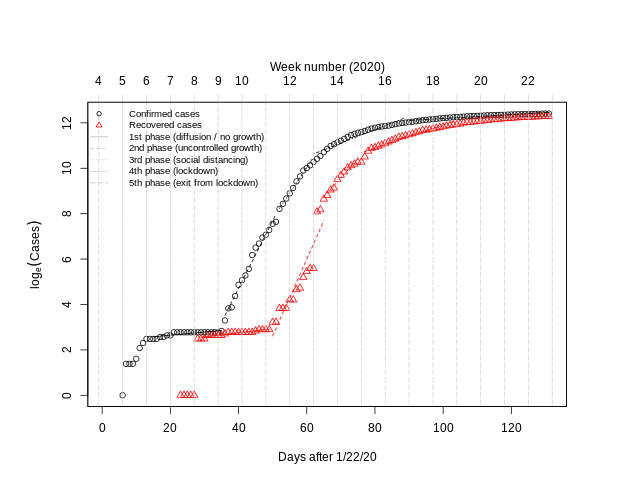 Week number (2020)
4 5 6 7 8 9 10 12 14 16 18 20 22
Confirmed cases
Recovered cases
1st phase (diffusion / no growth)
2nd phase (uncontrolled growth)
3rd phase (social distancing)
4th phase (lockdown)
5th phase (exit from lockdown)
loge(Cases)
12
10
8
6
4
2
0
0 20 40 60 80 100 120
Days after 1/22/20